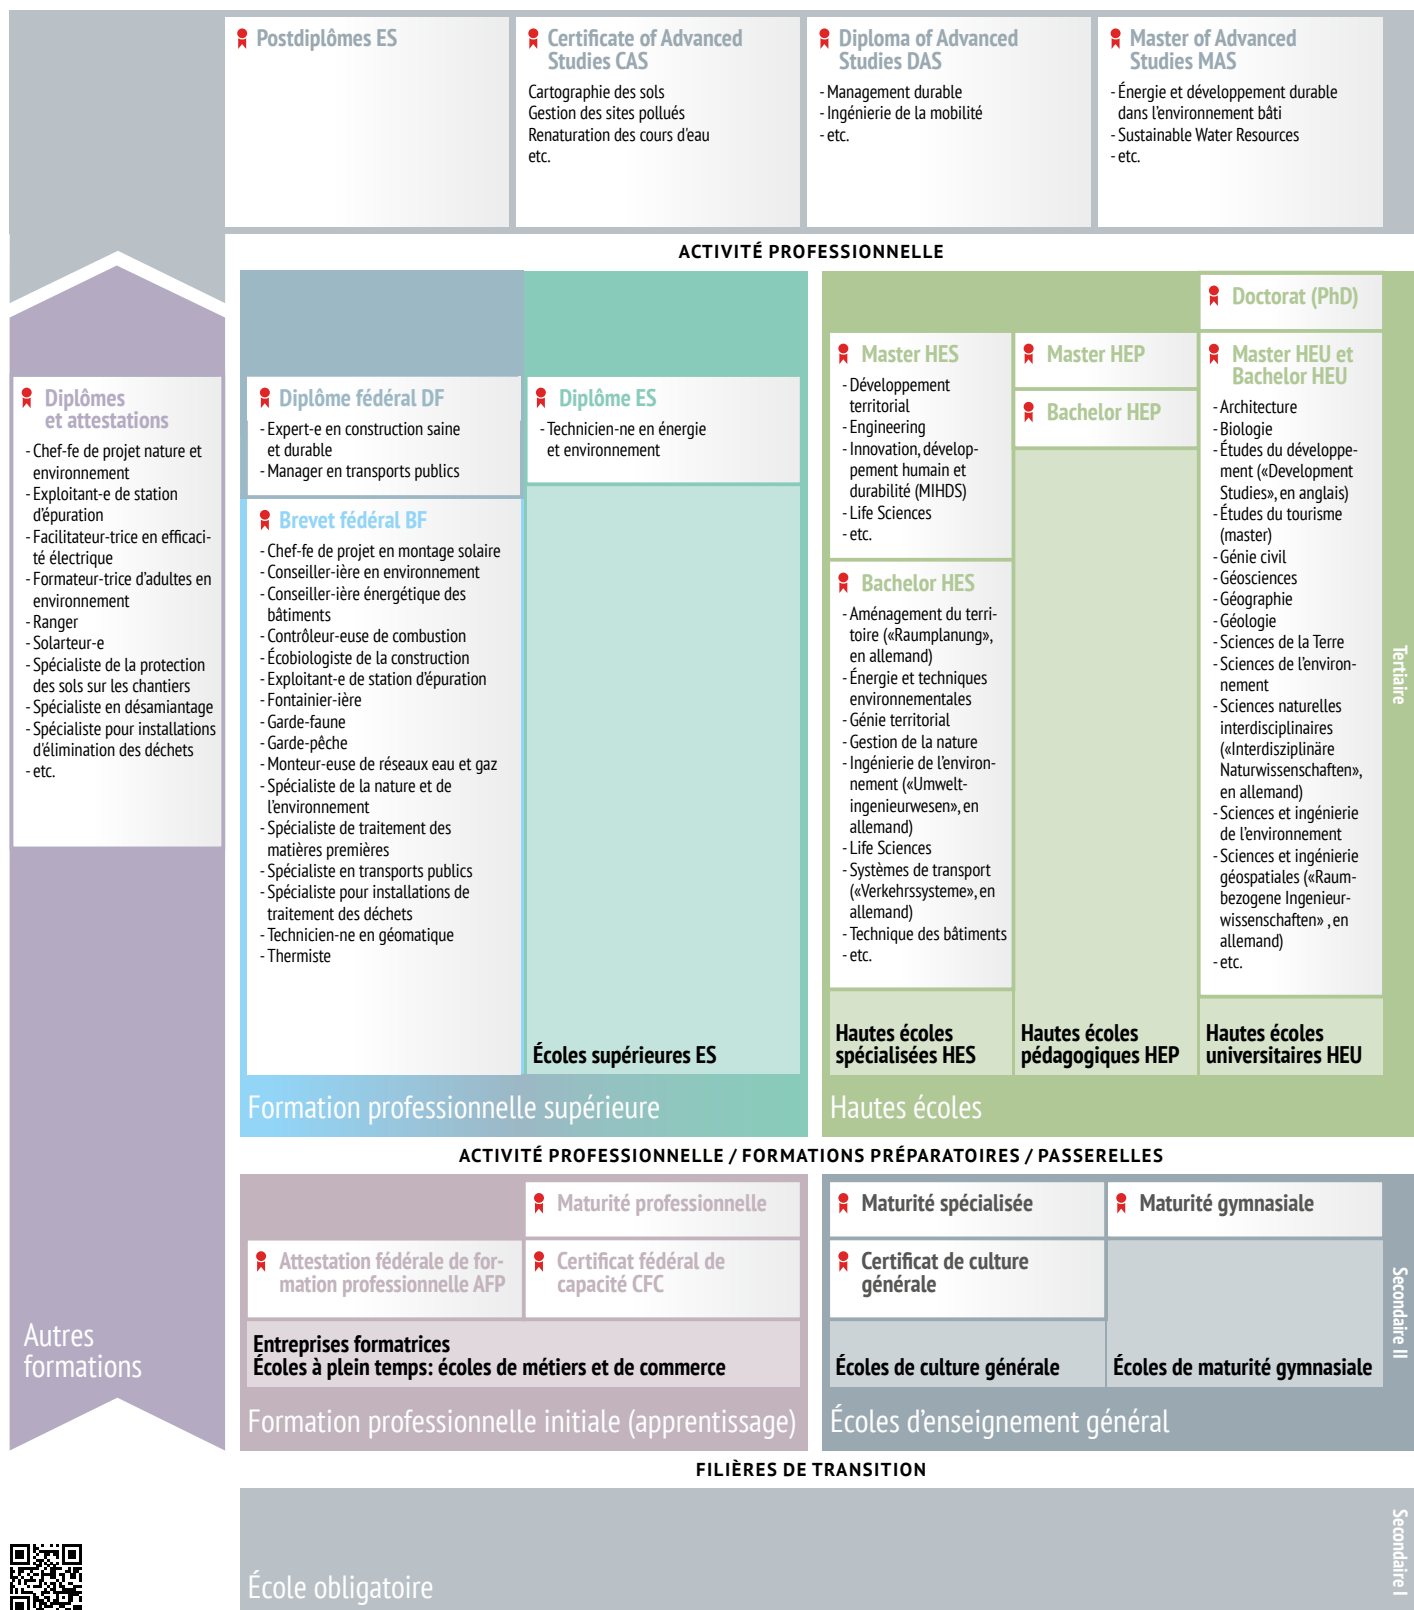 Postdiplômes ES
Certificate of Advanced
Studies CAS
Cartographie des sols
Gestion des sites pollués
Renaturation des cours d'eau
etc.
Diploma of Advanced
Studies DAS
- Management durable
- Ingénierie de la mobilité
- etc.
Master of Advanced
Studies MAS
- Énergie et développement durable
dans l'environnement bâti
- Sustainable Water Resources
- etc.
ACTIVITÉ PROFESSIONNELLE
Diplômes
et attestations
- Chef-fe de projet nature et
environnement
- Exploitant-e de station
d'épuration
- Facilitateur-trice en efficaci-
té électrique
- Formateur-trice d'adultes en
environnement
- Ranger
- Solarteur-e
- Spécialiste de la protection
des sols sur les chantiers
- Spécialiste en désamiantage
- Spécialiste pour installations
d'élimination des déchets
- etc.
Autres
formations
Diplôme fédéral DF
- Expert-e en construction saine
et durable
- Manager en transports publics
Brevet fédéral BF
- Chef-fe de projet en montage solaire
- Conseiller-ière en environnement
- Conseiller-ière énergétique des
bâtiments
- Contrôleur-euse de combustion
- Écobiologiste de la construction
- Exploitant-e de station d'épuration
- Fontainier-ière
- Garde-faune
- Garde-pêche
- Monteur-euse de réseaux eau et gaz
- Spécialiste de la nature et de
l'environnement
- Spécialiste de traitement des
matières premières
- Spécialiste en transports publics
- Spécialiste pour installations de
traitement des déchets
- Technicien-ne en géomatique
- Thermiste
Diplôme ES
- Technicien-ne en énergie
et environnement
Écoles supérieures ES
Formation professionnelle supérieure
Master HES
- Développement
territorial
- Engineering
- Innovation, dévelop-
pement humain et
durabilité (MIHDS)
- Life Sciences
- etc.
Bachelor HES
- Aménagement du terri-
toire («Raumplanung»,
en allemand)
- Énergie et techniques
environnementales
- Génie territorial
- Gestion de la nature
- Ingénierie de l'environ-
nement («Umwelt-
ingenieurwesen», en
allemand)
- Life Sciences
- Systèmes de transport
(«Verkehrssysteme», en
allemand)
- Technique des bâtiments
- etc.
Hautes écoles
spécialisées HES
Master HEP
Bachelor HEP
Hautes écoles
pédagogiques HEP
Doctorat (PhD)
Master HEU et
Bachelor HEU
- Architecture
- Biologie
- Études du développe-
ment («Development
Studies», en anglais)
- Études du tourisme
(master)
- Génie civil
- Géosciences
- Géographie
- Géologie
- Sciences de la Terre
- Sciences de l'environ-
nement
- Sciences naturelles
interdisciplinaires
(«Interdisziplinäre
Naturwissenschaften»,
en allemand)
- Sciences et ingénierie
de l'environnement
- Sciences et ingénierie
géospatiales («Raum-
bezogene Ingenieur-
wissenschaften» , en
allemand)
- etc.
Hautes écoles
universitaires HEU
Hautes écoles
Tertiaire
ACTIVITÉ PROFESSIONNELLE / FORMATIONS PRÉPARATOIRES / PASSERELLES
Maturité professionnelle
Attestation fédérale de for-
mation professionnelle AFP
Certificat fédéral de
capacité CFC
Entreprises formatrices
Écoles à plein temps: écoles de métiers et de commerce
Formation professionnelle initiale (apprentissage)
Maturité spécialisée
Certificat de culture
générale
Écoles de culture générale
Maturité gymnasiale
Écoles de maturité gymnasiale
Écoles d'enseignement général
Secondaire II
FILIÈRES DE TRANSITION
École obligatoire
Secondaire I